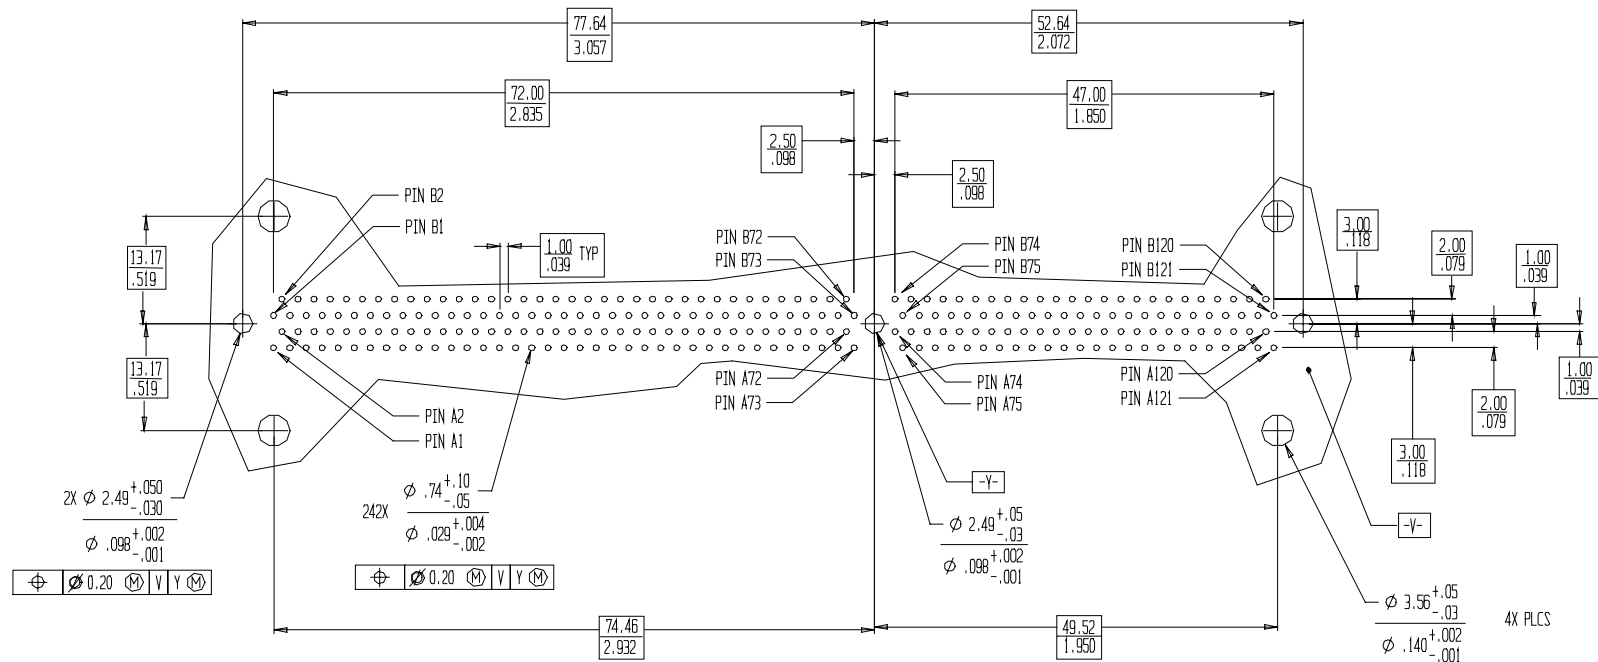 77.64
3.057
52.64
2.072
72.00
2.835
47.00
1.850
2.50
.098
2.50
.098
PIN B2
PIN B1
1.00
.039
TYP
PIN B72
PIN B73
PIN B74
PIN B75
PIN B120
PIN B121
3.00
.118
2.00
.079
1.00
.039
13.17
.519
13.17
.519
PIN A2
PIN A1
PIN A72
PIN A73
PIN A74
PIN A75
PIN A120
PIN A121
1.00
.039
2.00
.079
3.00
.118
2X Ø 2.49 +.050 -.030
Ø .098 +.002 -.001
⌖ Ø 0.20 Ⓜ V Y Ⓜ
242X
Ø .74 +.10 -.05
Ø .029 +.004 -.002
⌖ Ø 0.20 Ⓜ V Y Ⓜ
-Y-
Ø 2.49 +.05 -.03
Ø .098 +.002 -.001
-V-
Ø 3.56 +.05 -.03
Ø .140 +.002 -.001
4X PLCS
74.46
2.932
49.52
1.950